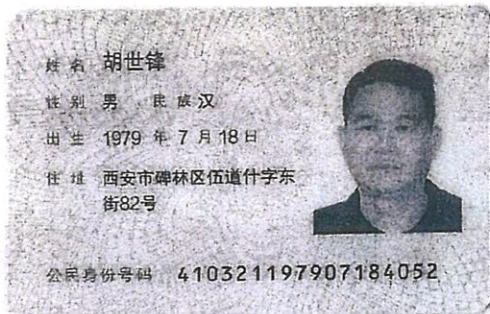 姓名 胡世锋
性别 男 民族 汉
出生 1979 年 7 月 18 日
住址 西安市碑林区伍道什字东
街82号
公民身份号码 410321197907184052